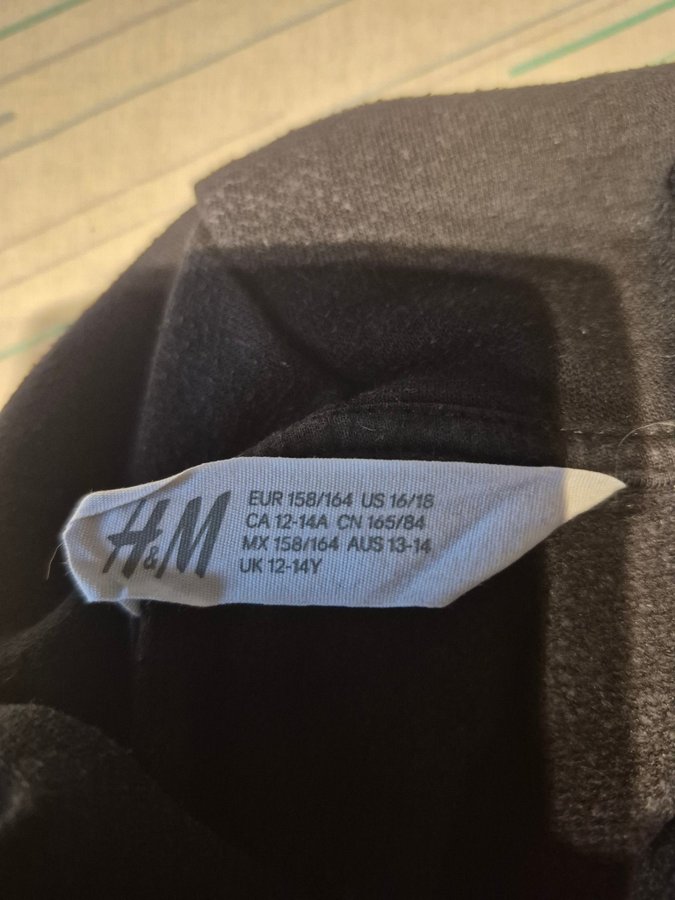 H&M
EUR 158/164 US 16/18
CA 12-14A CN 165/84
MX 158/164 AUS 13-14
UK 12-14Y